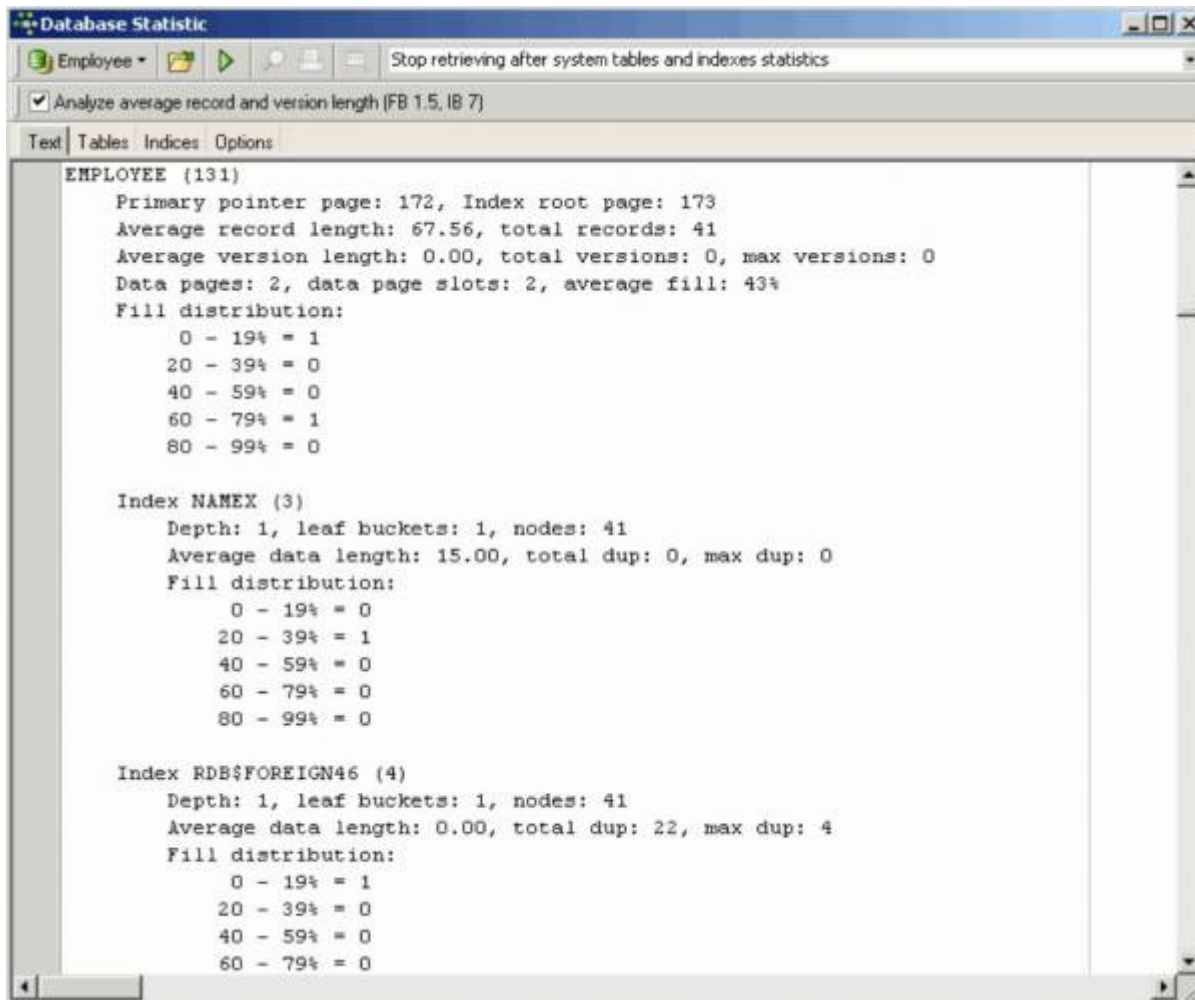 Database Statistic
Employee Stop retrieving after system tables and indexes statistics
Analyze average record and version length (FB 1.5, IB 7)
Text Tables Indices Options
EMPLOYEE (131)
Primary pointer page: 172, Index root page: 173
Average record length: 67.56, total records: 41
Average version length: 0.00, total versions: 0, max versions: 0
Data pages: 2, data page slots: 2, average fill: 43%
Fill distribution:
0 - 19% = 1
20 - 39% = 0
40 - 59% = 0
60 - 79% = 1
80 - 99% = 0
Index NAMEX (3)
Depth: 1, leaf buckets: 1, nodes: 41
Average data length: 15.00, total dup: 0, max dup: 0
Fill distribution:
0 - 19% = 0
20 - 39% = 1
40 - 59% = 0
60 - 79% = 0
80 - 99% = 0
Index RDB$FOREIGN46 (4)
Depth: 1, leaf buckets: 1, nodes: 41
Average data length: 0.00, total dup: 22, max dup: 4
Fill distribution:
0 - 19% = 1
20 - 39% = 0
40 - 59% = 0
60 - 79% = 0